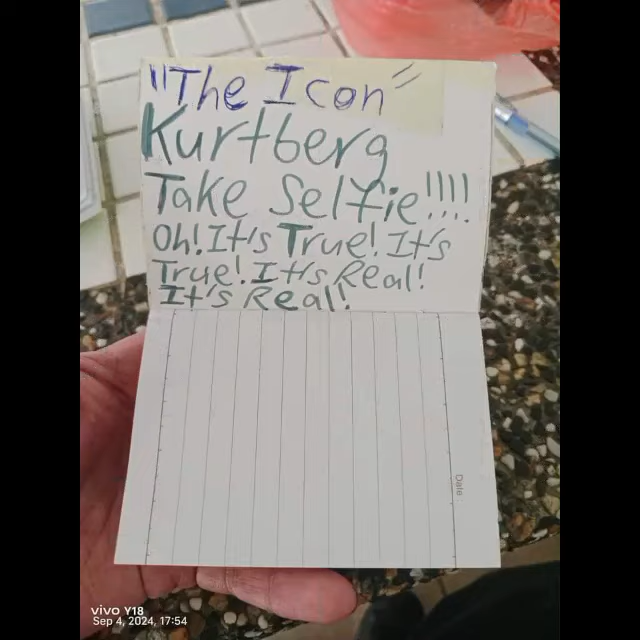 "The Icon"
Kurtberg
Take Selfie!!!!
Oh! It's True! It's
True! It's Real!
It's Real!
Date:
vivo Y18
Sep 4, 2024, 17:54